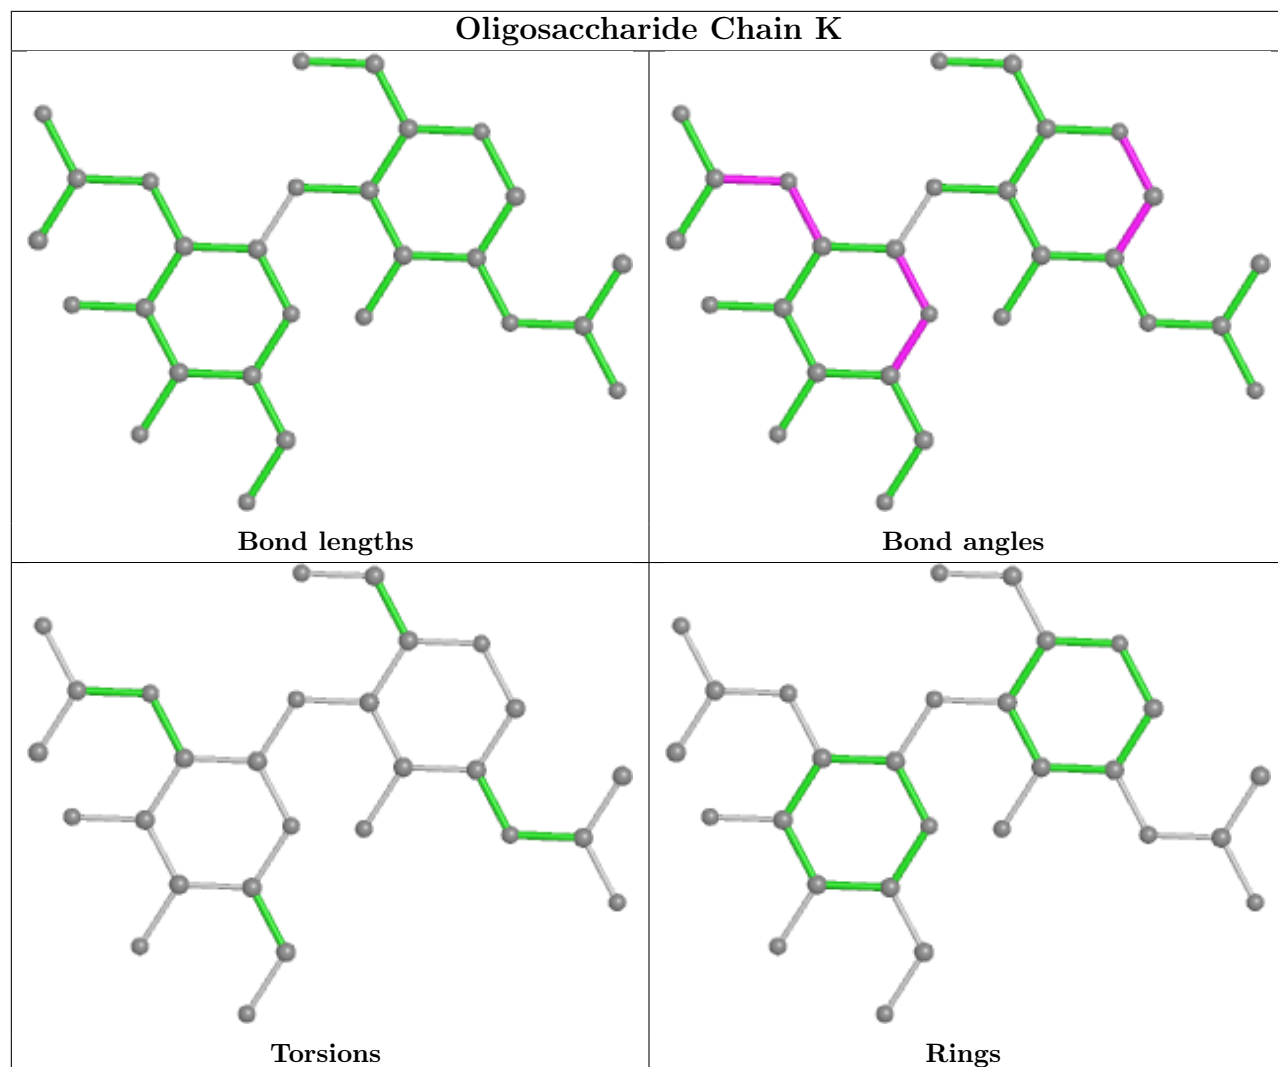 Oligosaccharide Chain K
Bond lengths
Bond angles
Torsions
Rings